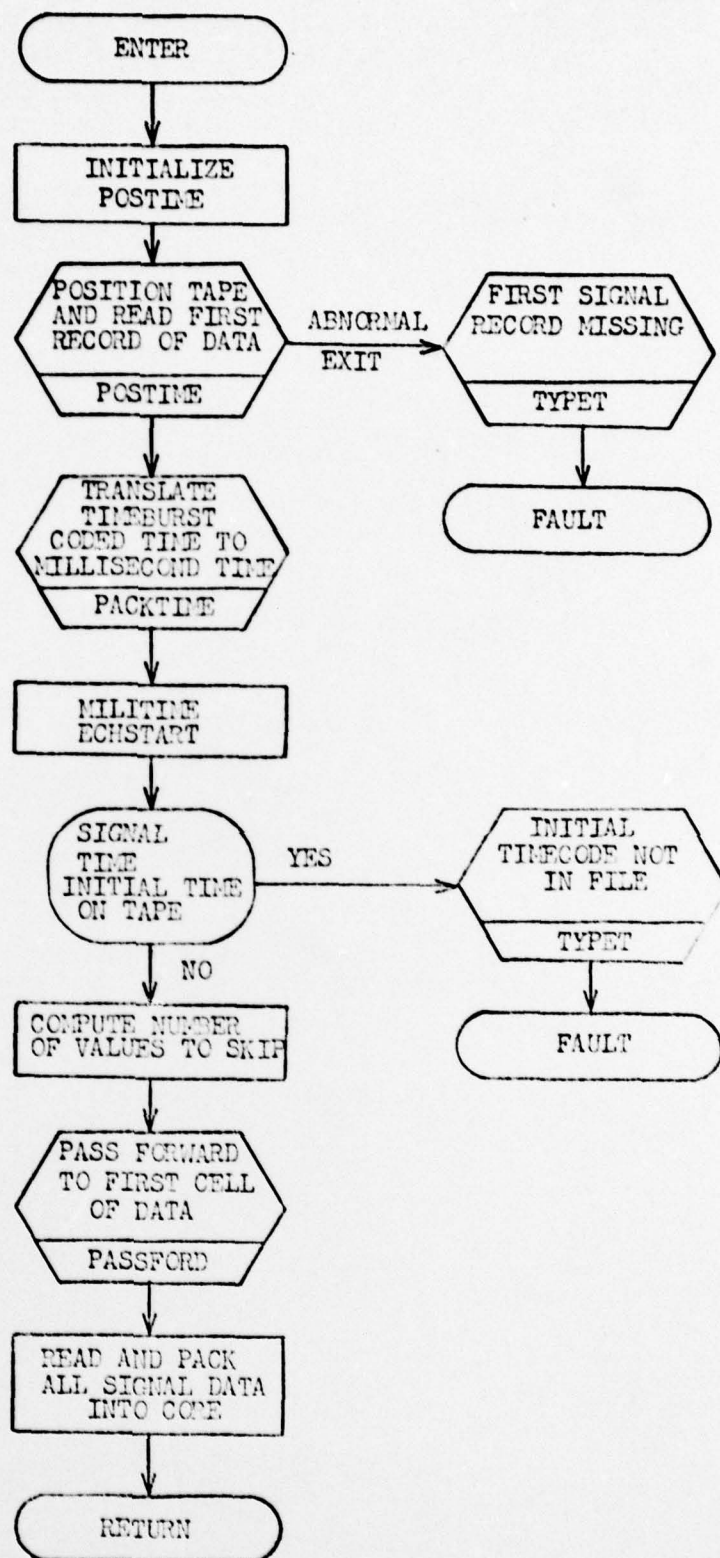 ENTER
INITIALIZE
POSTIME
POSITION TAPE
AND READ FIRST
RECORD OF DATA
POSTIME
ABNORMAL
EXIT
FIRST SIGNAL
RECORD MISSING
TYPET
FAULT
TRANSLATE
TIMEBURST
CODED TIME TO
MILLISECOND TIME
PACKTIME
MILITIME
ECHSTART
SIGNAL
TIME
INITIAL TIME
ON TAPE
YES
INITIAL
TIMECODE NOT
IN FILE
TYPET
FAULT
NO
COMPUTE NUMBER
OF VALUES TO SKIP
PASS FORWARD
TO FIRST CELL
OF DATA
PASSFORD
READ AND PACK
ALL SIGNAL DATA
INTO CORE
RETURN